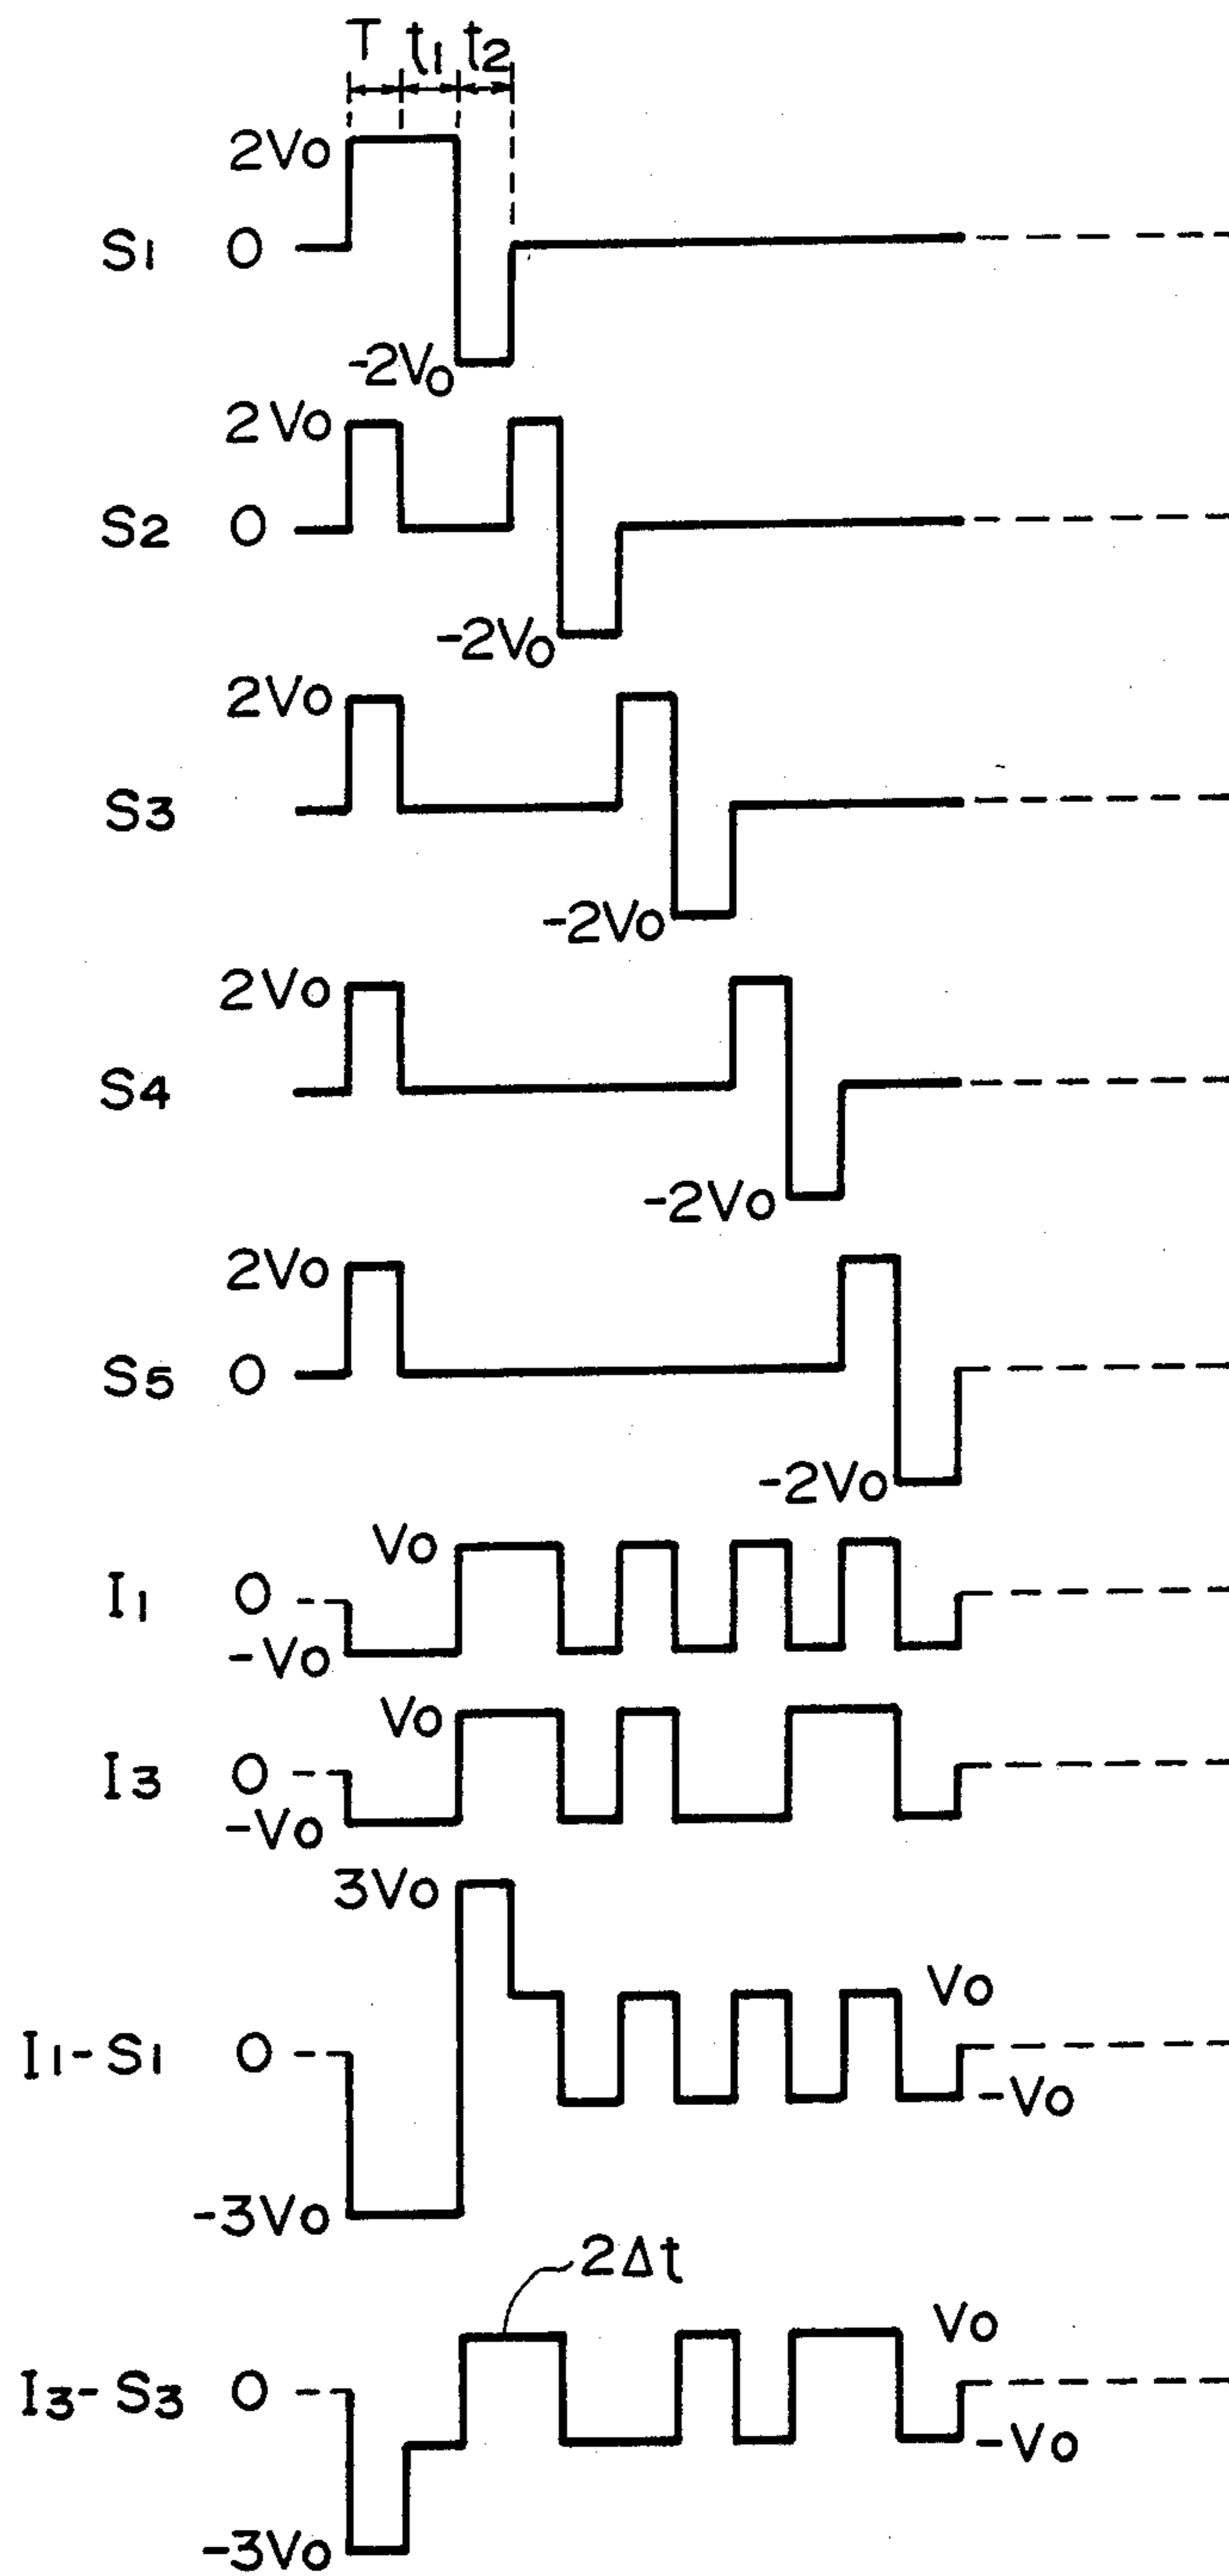 T t1 t2
2Vo
S1 0
-2Vo
2Vo
S2 0
-2Vo
2Vo
S3
-2Vo
2Vo
S4
-2Vo
2Vo
S5 0
-2Vo
Vo
I1 0
-Vo
Vo
I3 0
-Vo
3Vo
Vo
I1-S1 0
-Vo
-3Vo
2Δt
Vo
I3-S3 0
-Vo
-3Vo